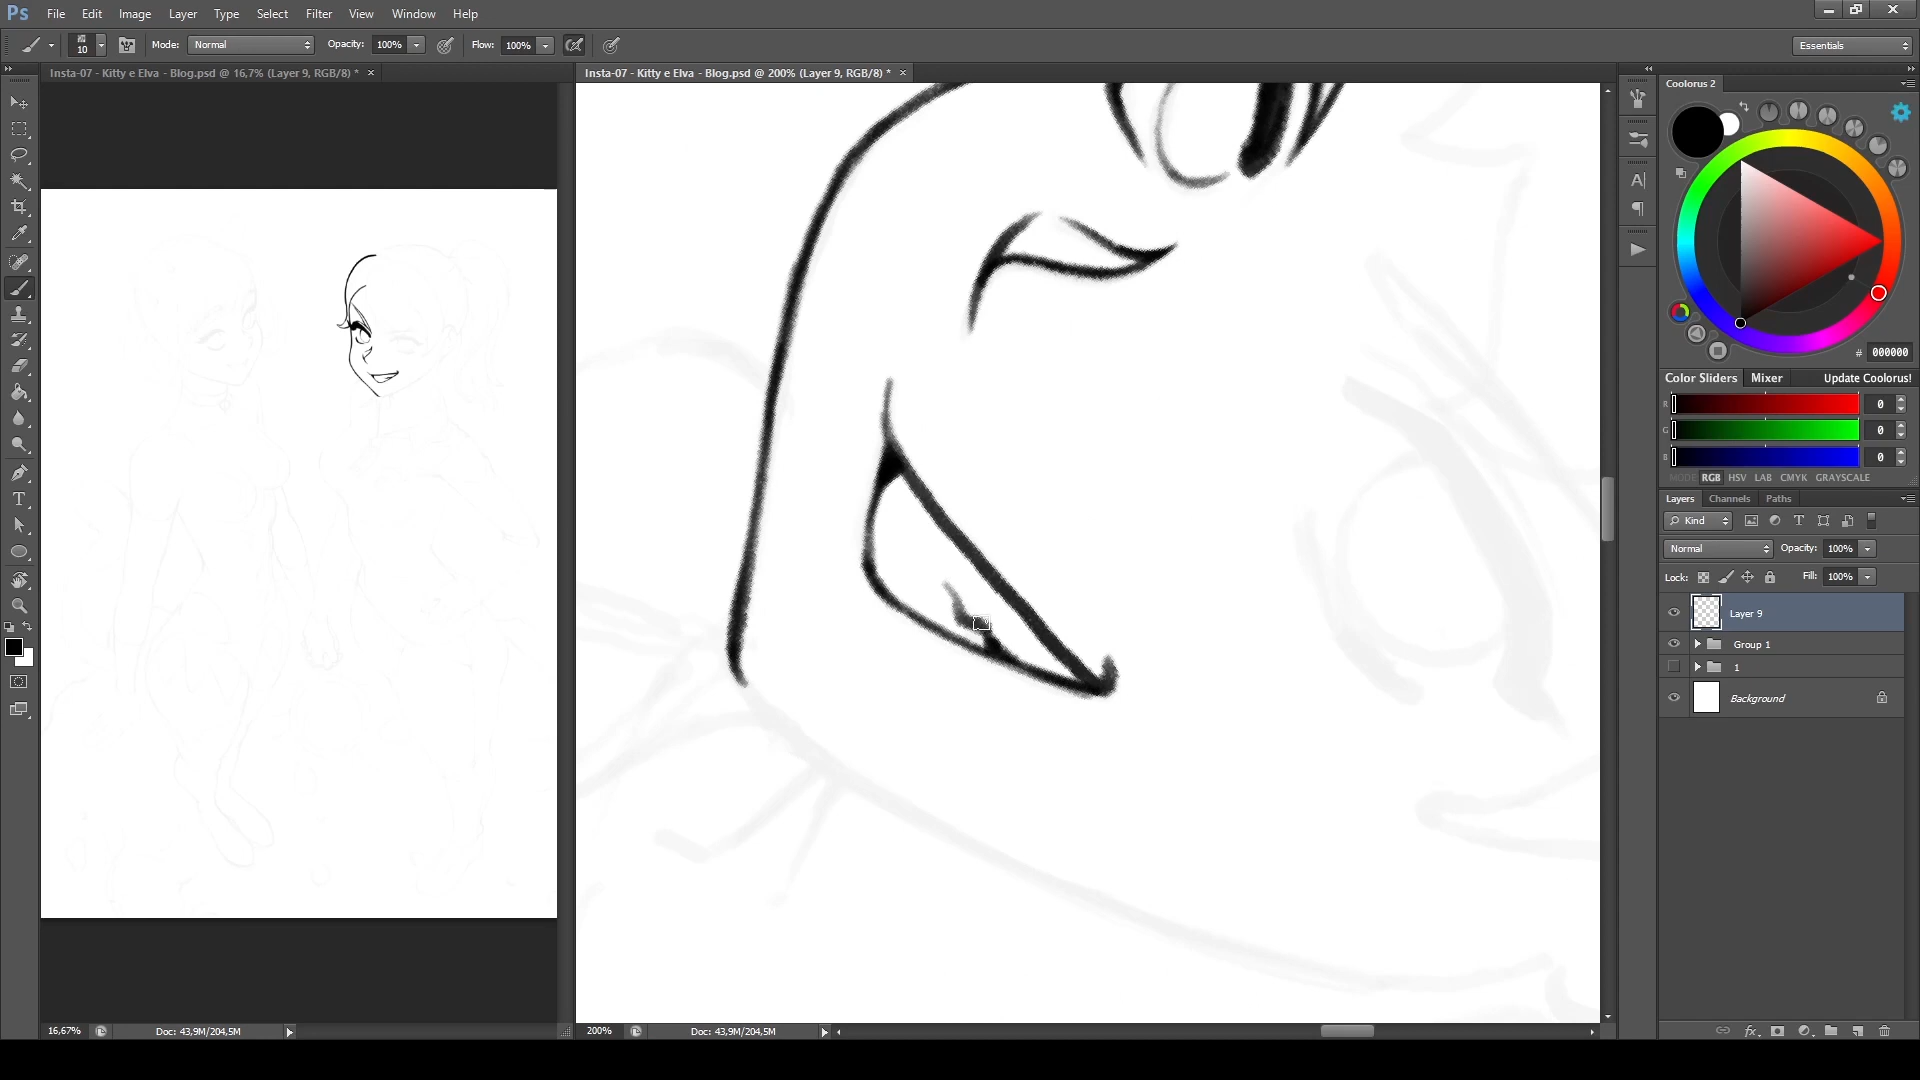 Ps File Edit Image Layer Type Select Filter View Window Help
10 Mode: Normal Opacity: 100% Flow: 100% Essentials
Insta-07 - Kitty e Elva - Blog.psd @ 16,7% (Layer 9, RGB/8) * ×
Insta-07 - Kitty e Elva - Blog.psd @ 200% (Layer 9, RGB/8) * ×
Coolorus 2
# 000000
Color Sliders Mixer Update Coolorus!
R 0
G 0
B 0
MODE RGB HSV LAB CMYK GRAYSCALE
Layers Channels Paths
Kind
Normal Opacity: 100%
Lock: Fill: 100%
Layer 9
Group 1
1
Background
16,67% Doc: 43,9M/204,5M
200% Doc: 43,9M/204,5M